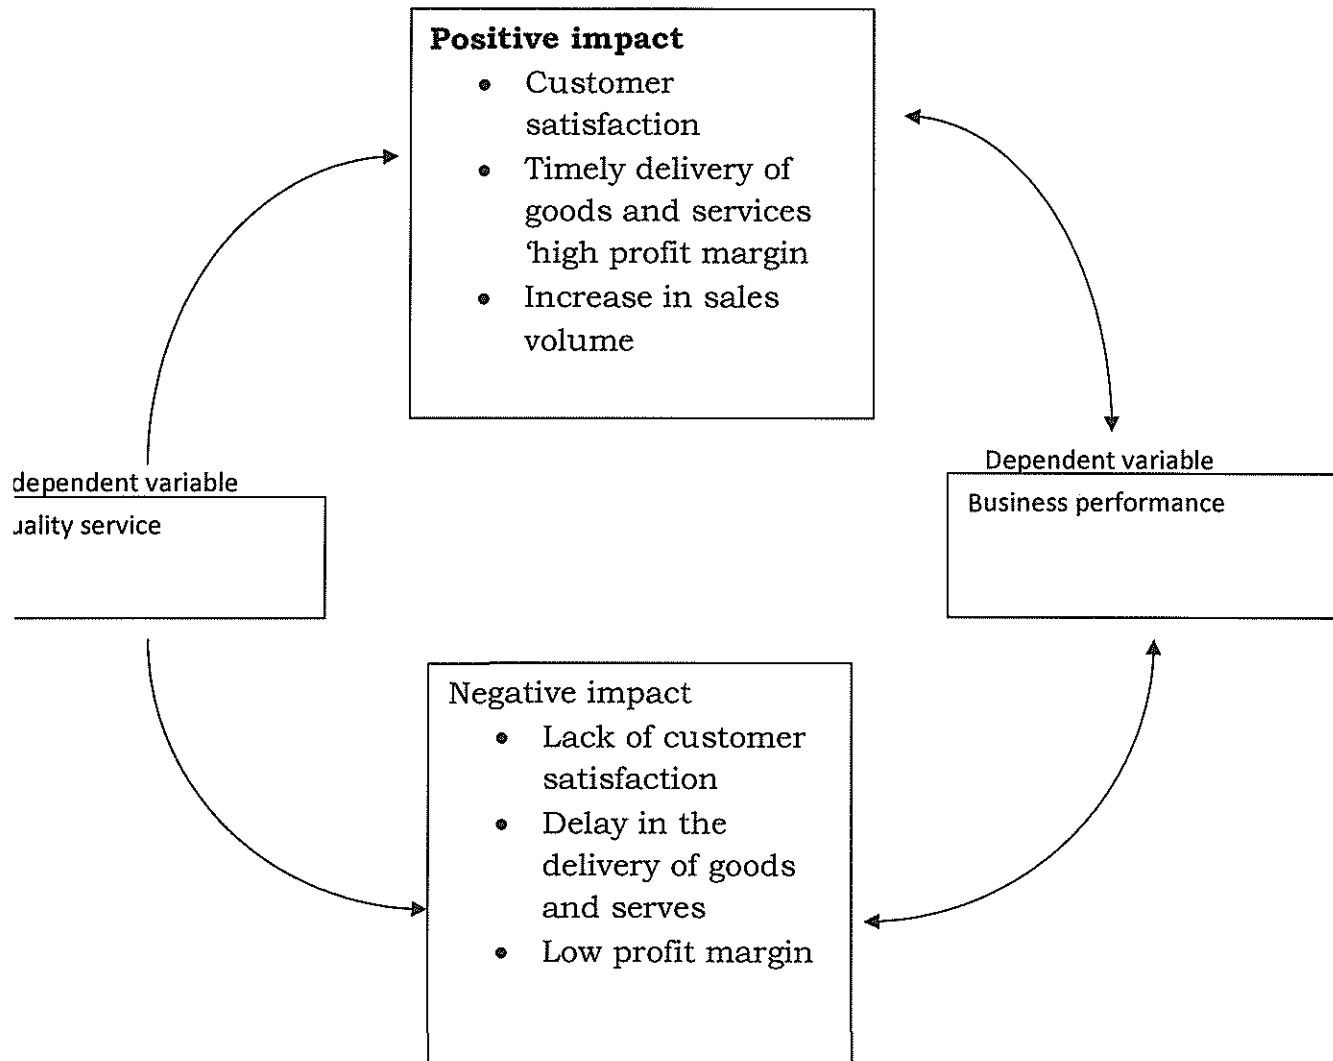 Positive impact
• Customer
satisfaction
• Timely delivery of
goods and services
‘high profit margin
• Increase in sales
volume
dependent variable
uality service
Dependent variable
Business performance
Negative impact
• Lack of customer
satisfaction
• Delay in the
delivery of goods
and serves
• Low profit margin